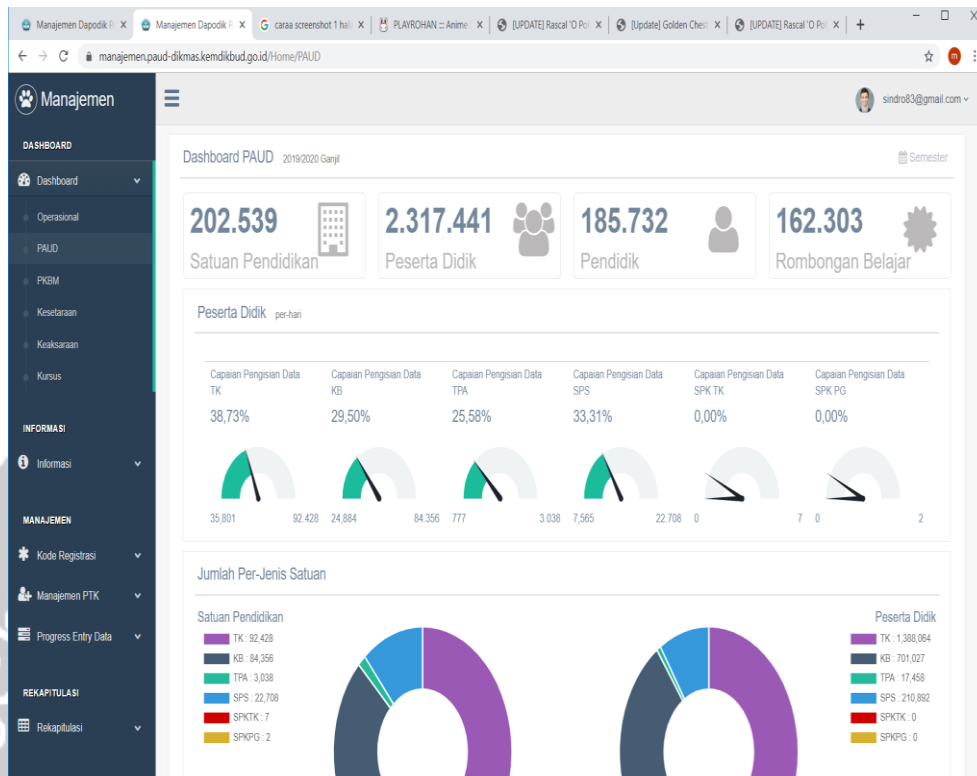 Manajemen Dapodik P
Manajemen Dapodik P
caraa screenshot 1 hala
PLAYROHAN ::: Anime
[UPDATE] Rascal 'O Po
[Update] Golden Chest
[UPDATE] Rascal 'O Po
manajemen.paud-dikmas.kemdikbud.go.id/Home/PAUD
m
Manajemen
sindro83@gmail.com
DASHBOARD
Dashboard
Operasional
PAUD
PKBM
Kesetaraan
Keaksaraan
Kursus
INFORMASI
Informasi
MANAJEMEN
Kode Registrasi
Manajemen PTK
Progress Entry Data
REKAPITULASI
Rekapitulasi
Dashboard PAUD 2019/2020 Ganjil
Semester
202.539
Satuan Pendidikan
2.317.441
Peserta Didik
185.732
Pendidik
162.303
Rombongan Belajar
Peserta Didik per-hari
Capaian Pengisian Data
TK
38,73%
35,801 92.428
Capaian Pengisian Data
KB
29,50%
24,884 84.356
Capaian Pengisian Data
TPA
25,58%
777 3.038
Capaian Pengisian Data
SPS
33,31%
7,565 22.708
Capaian Pengisian Data
SPK TK
0,00%
0 7
Capaian Pengisian Data
SPK PG
0,00%
0 2
Jumlah Per-Jenis Satuan
Satuan Pendidikan
TK : 92,428
KB : 84,356
TPA : 3,038
SPS : 22,708
SPKTK : 7
SPKPG : 2
Peserta Didik
TK : 1,388,064
KB : 701,027
TPA : 17,458
SPS : 210,892
SPKTK : 0
SPKPG : 0